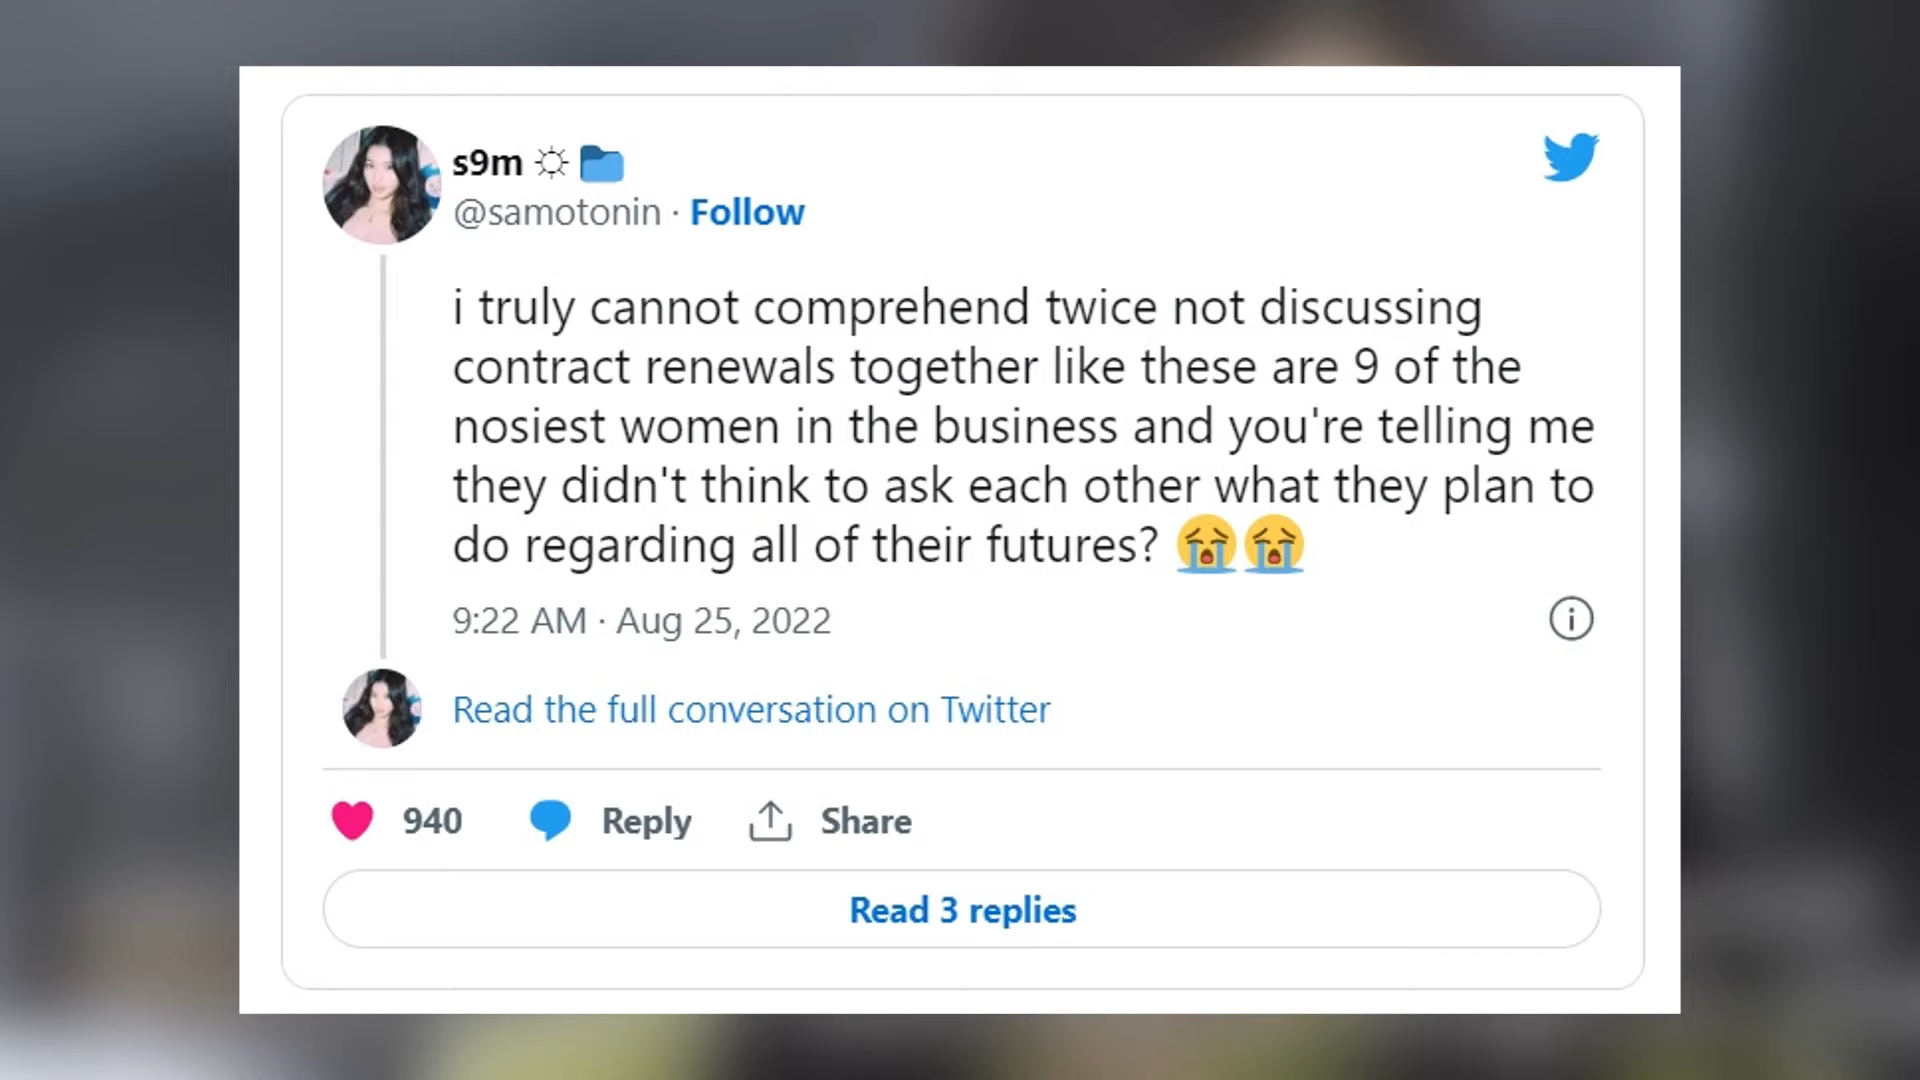 s9m ☼ 📁
@samotonin · Follow
i truly cannot comprehend twice not discussing
contract renewals together like these are 9 of the
nosiest women in the business and you're telling me
they didn't think to ask each other what they plan to
do regarding all of their futures? 😭😭
9:22 AM · Aug 25, 2022
Read the full conversation on Twitter
940 Reply Share
Read 3 replies